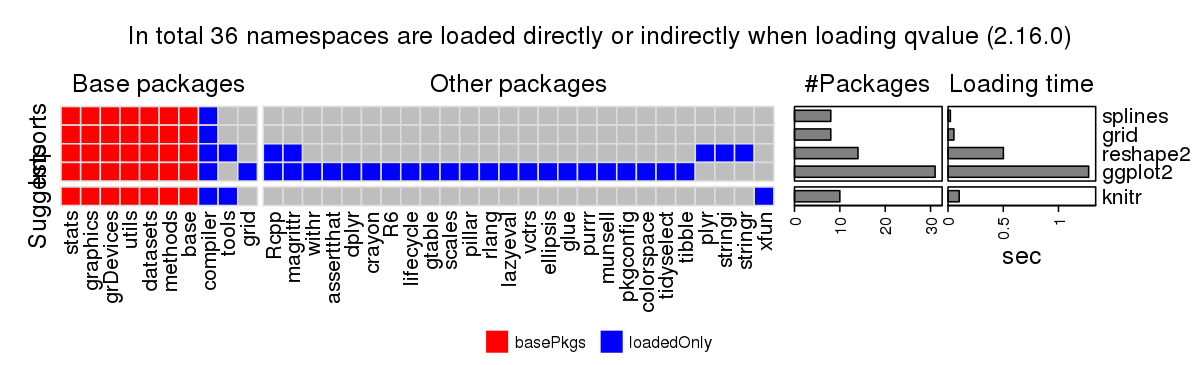 In total 36 namespaces are loaded directly or indirectly when loading qvalue (2.16.0)
Base packages
Other packages
#Packages
Loading time
Imports
Suggests
splines
grid
reshape2
ggplot2
knitr
stats
graphics
grDevices
utils
datasets
methods
base
compiler
tools
grid
Rcpp
magrittr
withr
assertthat
dplyr
crayon
R6
lifecycle
gtable
scales
pillar
rlang
lazyeval
vctrs
ellipsis
glue
purrr
munsell
pkgconfig
colorspace
tidyselect
tibble
plyr
stringi
stringr
xfun
0
10
20
30
0
0.5
1
sec
basePkgs
loadedOnly